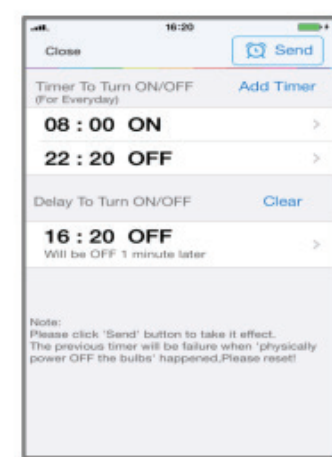 16:20
Close
Send
Timer To Turn ON/OFF
Add Timer
(For Everyday)
08 : 00 ON
22 : 20 OFF
Delay To Turn ON/OFF
Clear
16 : 20 OFF
Will be OFF 1 minute later
Note:
Please click 'Send' button to take it effect.
The previous timer will be failure when 'physically
power OFF the bulbs' happened,Please reset!